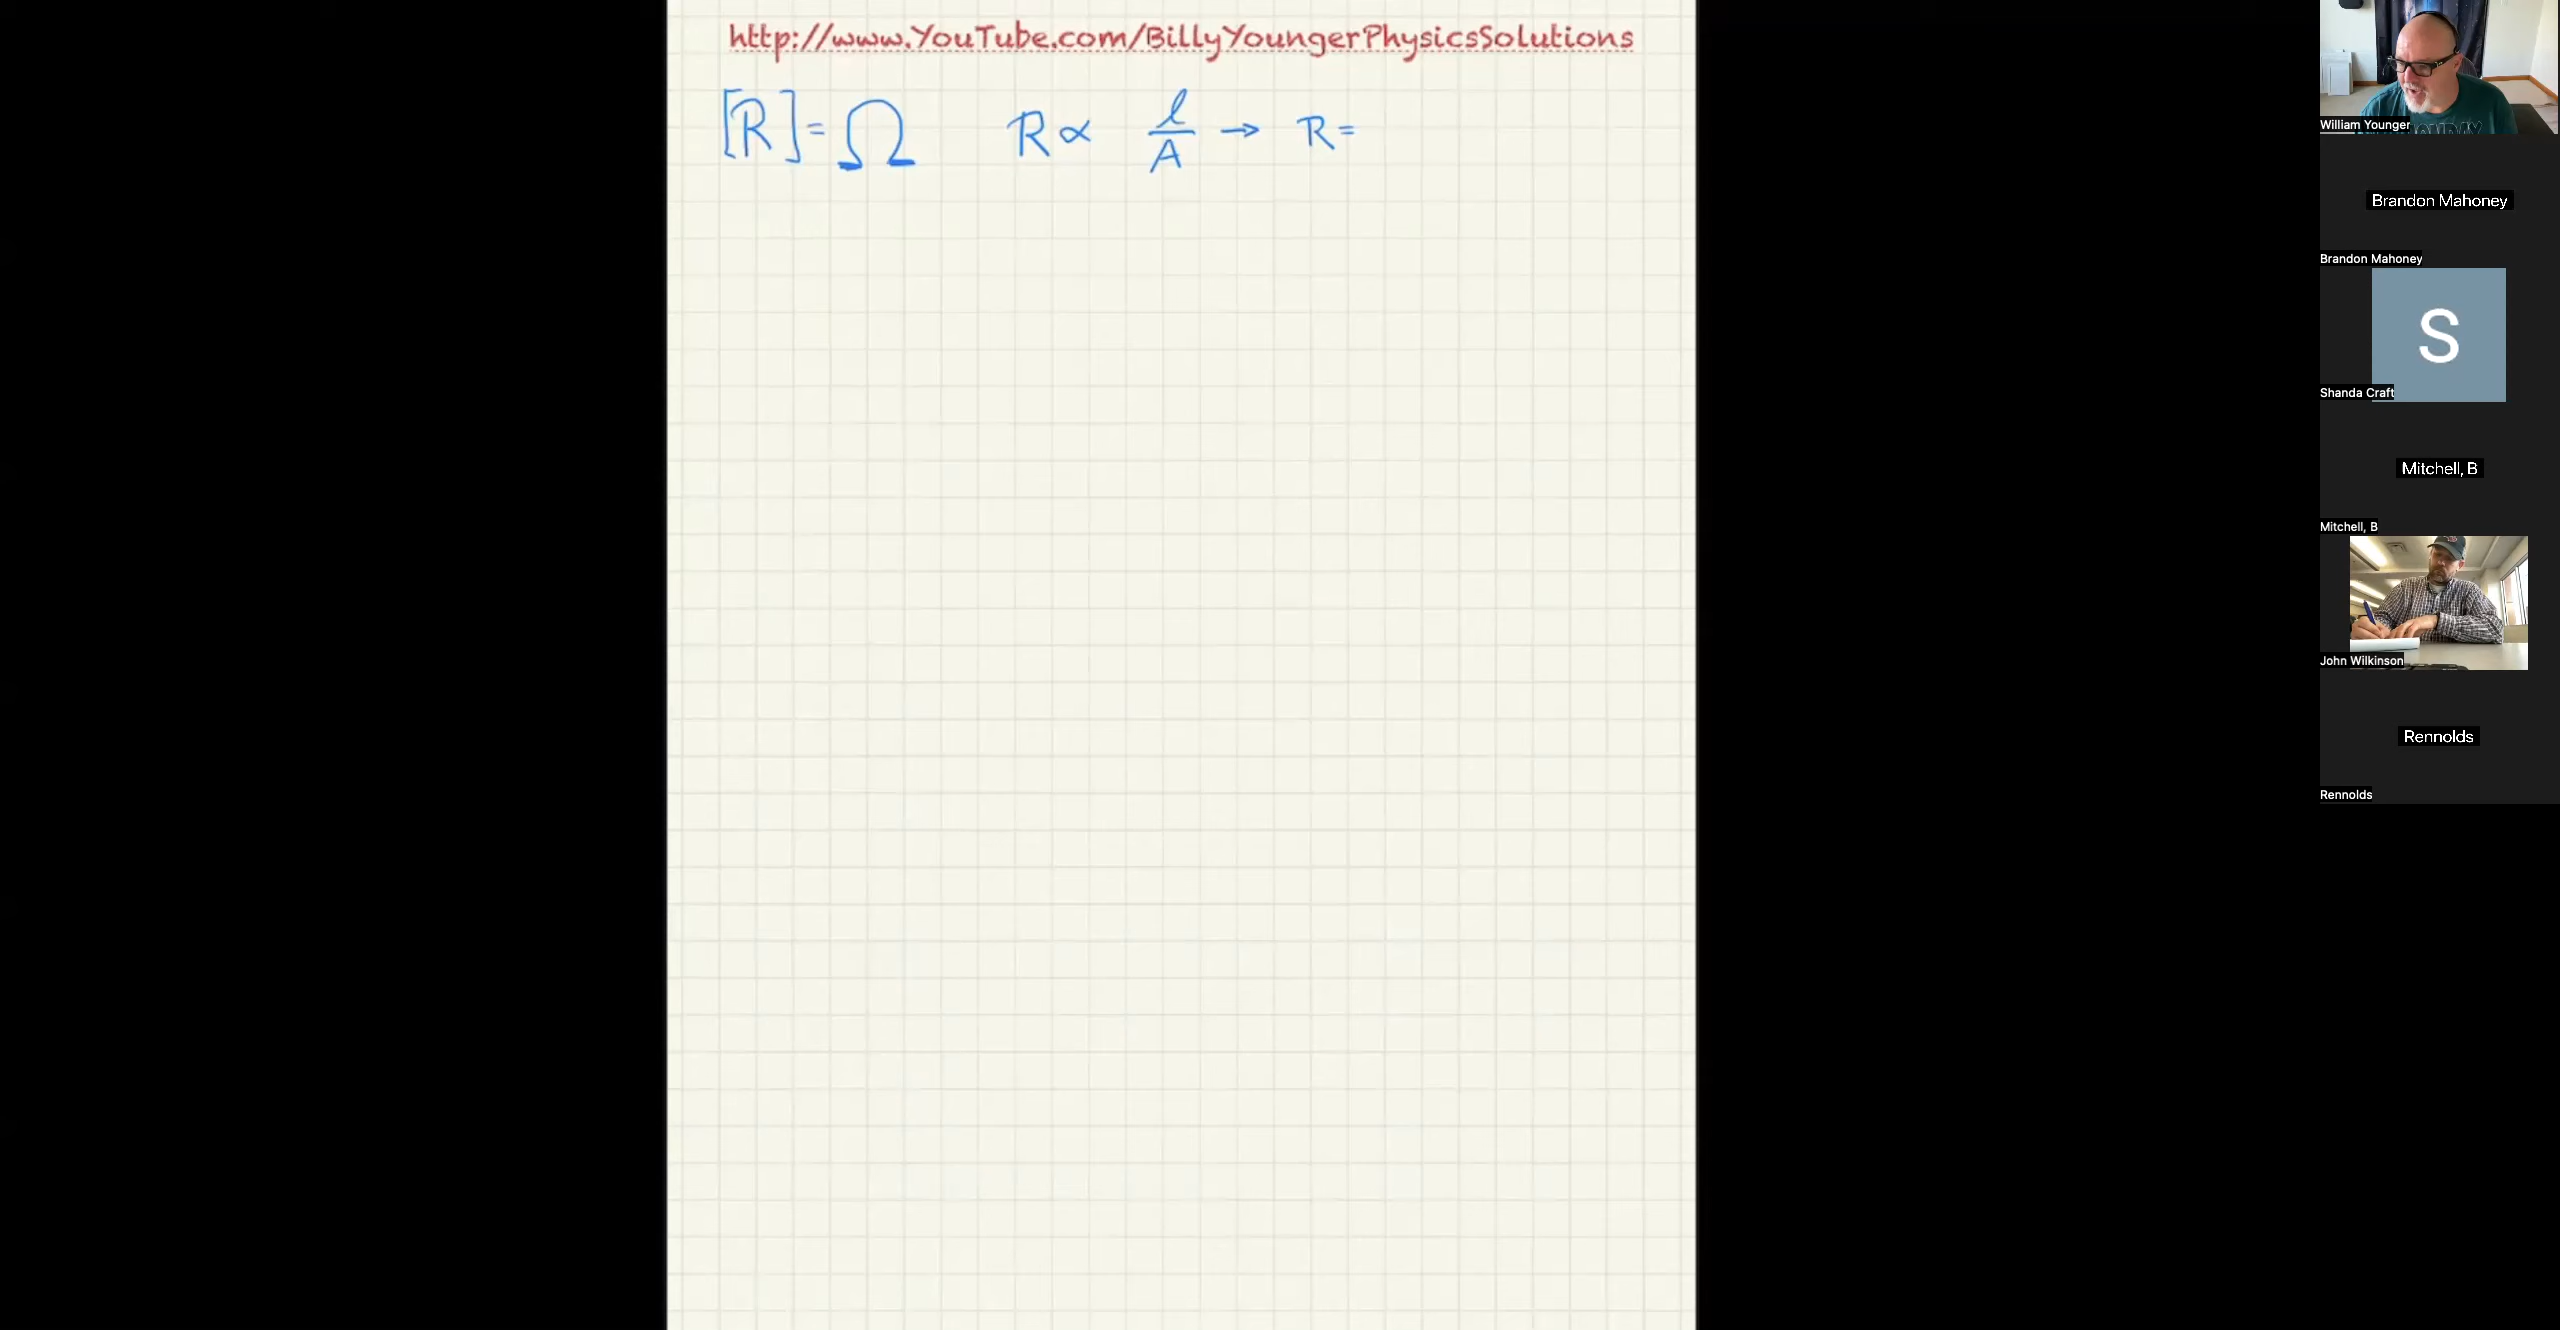 http://www.YouTube.com/BillyYoungerPhysicsSolutions
[R] = Ω R ∝ l/A → R =
William Younger
Brandon Mahoney
Brandon Mahoney
S
Shanda Craft
Mitchell, B
Mitchell, B
John Wilkinson
Rennolds
Rennolds